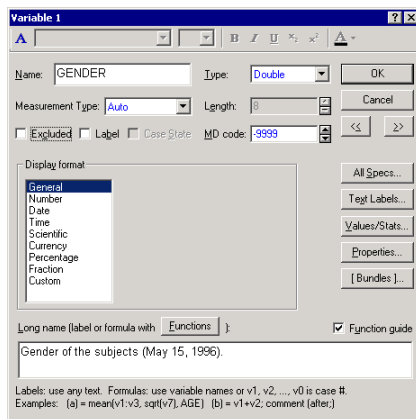 Variable 1
A B I U x₂ x² A
Name: GENDER Type: Double OK
Measurement Type: Auto Length: 8 Cancel
Excluded Label Case State MD code: -9999 << >>
Display format
General
Number
Date
Time
Scientific
Currency
Percentage
Fraction
Custom
All Specs...
Text Labels...
Values/Stats...
Properties...
[ Bundles ]...
Long name (label or formula with Functions ): Function guide
Gender of the subjects (May 15, 1996).
Labels: use any text. Formulas: use variable names or v1, v2, ..., v0 is case #.
Examples: (a) = mean(v1:v3, sqrt(v7), AGE) (b) = v1+v2; comment (after;)